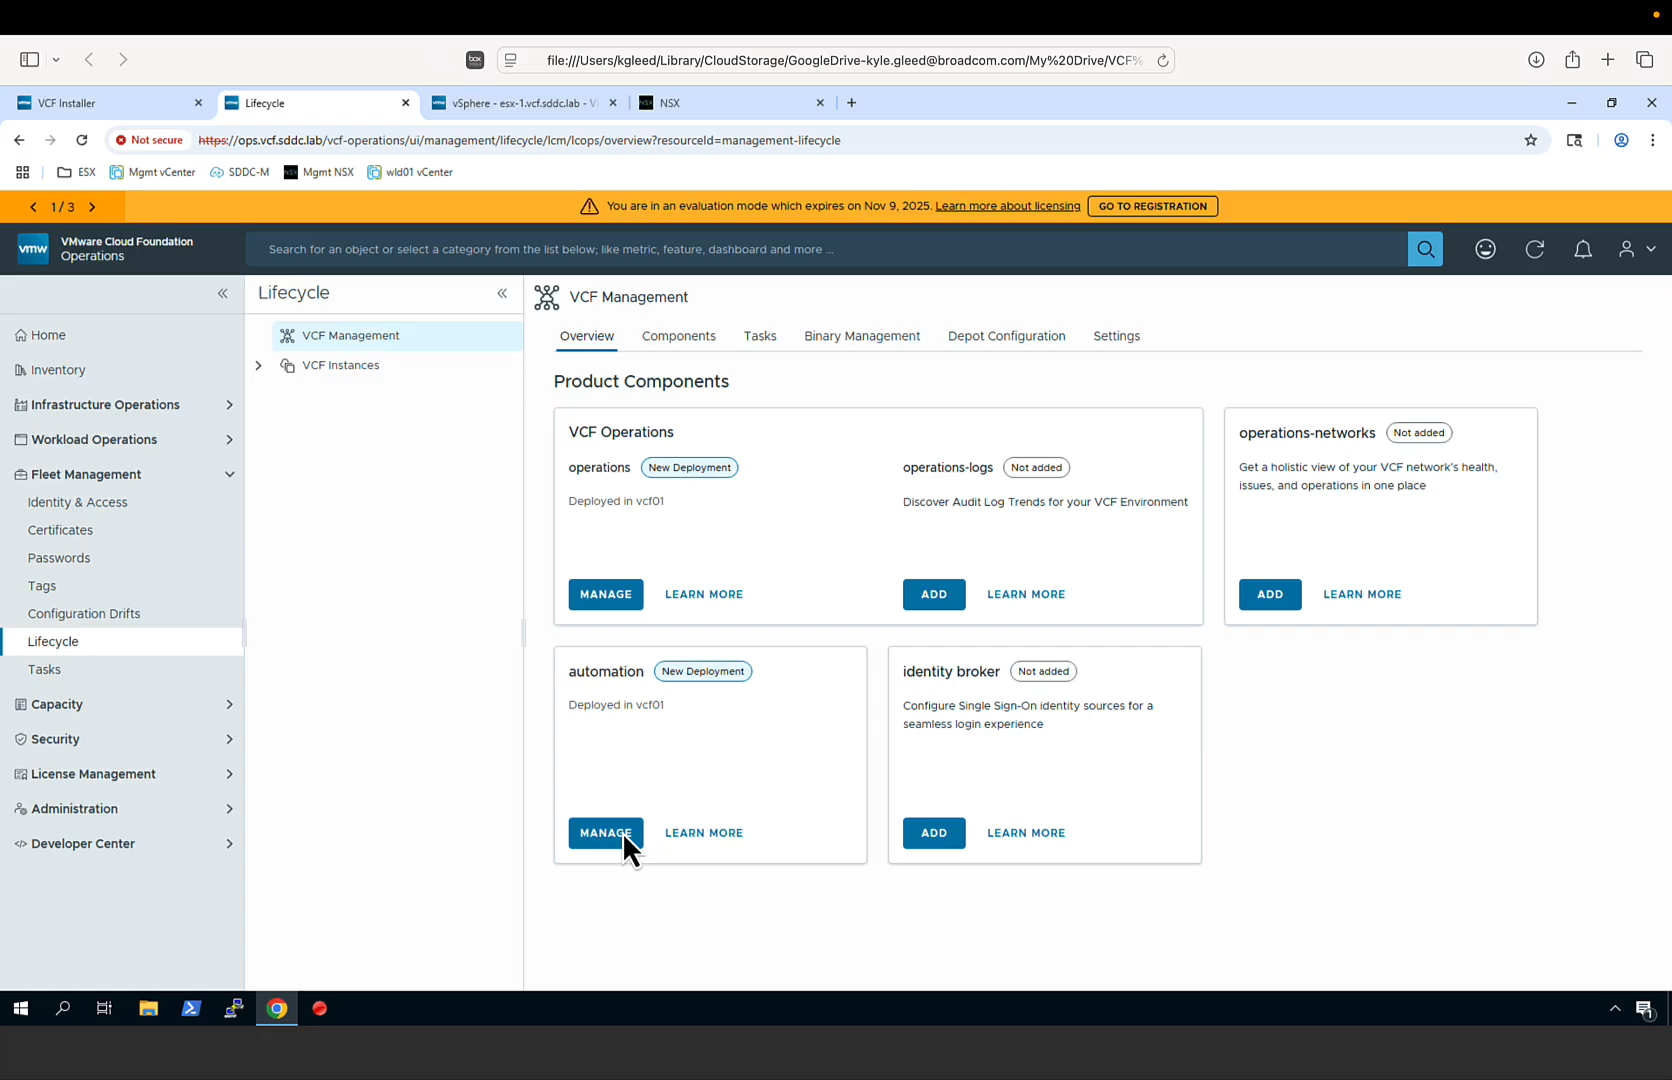 file:///Users/kgleed/Library/CloudStorage/GoogleDrive-kyle.gleed@broadcom.com/My%20Drive/VCF%
VCF Installer
Lifecycle
vSphere - esx-1.vcf.sddc.lab - V
NSX
Not secure
https://ops.vcf.sddc.lab/vcf-operations/ui/management/lifecycle/lcm/lcops/overview?resourceId=management-lifecycle
ESX
Mgmt vCenter
SDDC-M
Mgmt NSX
wld01 vCenter
1 / 3
You are in an evaluation mode which expires on Nov 9, 2025. Learn more about licensing
GO TO REGISTRATION
vmw
VMware Cloud Foundation
Operations
Search for an object or select a category from the list below; like metric, feature, dashboard and more ...
Home
Inventory
Infrastructure Operations
Workload Operations
Fleet Management
Identity & Access
Certificates
Passwords
Tags
Configuration Drifts
Lifecycle
Tasks
Capacity
Security
License Management
Administration
Developer Center
Lifecycle
VCF Management
VCF Instances
VCF Management
Overview
Components
Tasks
Binary Management
Depot Configuration
Settings
Product Components
VCF Operations
operations
New Deployment
Deployed in vcf01
MANAGE
LEARN MORE
operations-logs
Not added
Discover Audit Log Trends for your VCF Environment
ADD
LEARN MORE
operations-networks
Not added
Get a holistic view of your VCF network's health,
issues, and operations in one place
ADD
LEARN MORE
automation
New Deployment
Deployed in vcf01
MANAGE
LEARN MORE
identity broker
Not added
Configure Single Sign-On identity sources for a
seamless login experience
ADD
LEARN MORE
1